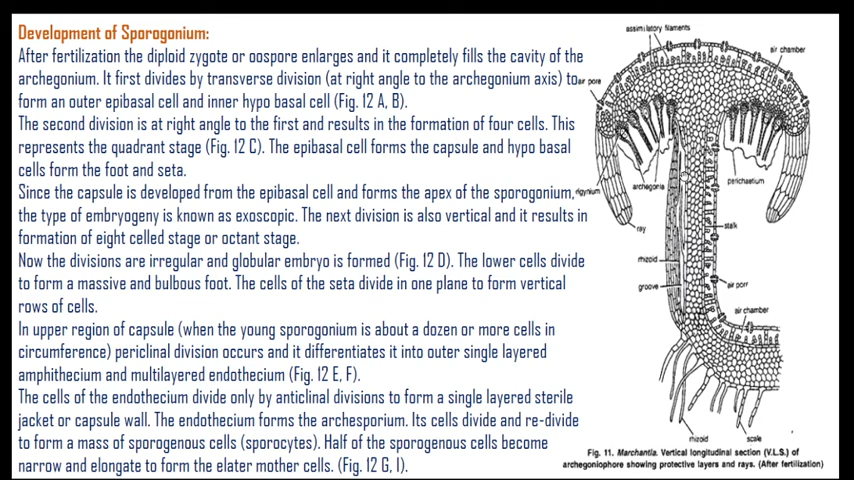 Development of Sporogonium:
After fertilization the diploid zygote or oospore enlarges and it completely fills the cavity of the
archegonium. It first divides by transverse division (at right angle to the archegonium axis) to
form an outer epibasal cell and inner hypo basal cell (Fig. 12 A, B).
The second division is at right angle to the first and results in the formation of four cells. This
represents the quadrant stage (Fig. 12 C). The epibasal cell forms the capsule and hypo basal
cells form the foot and seta.
Since the capsule is developed from the epibasal cell and forms the apex of the sporogonium,
the type of embryogeny is known as exoscopic. The next division is also vertical and it results in
formation of eight celled stage or octant stage.
Now the divisions are irregular and globular embryo is formed (Fig. 12 D). The lower cells divide
to form a massive and bulbous foot. The cells of the seta divide in one plane to form vertical
rows of cells.
In upper region of capsule (when the young sporogonium is about a dozen or more cells in
circumference) periclinal division occurs and it differentiates it into outer single layered
amphithecium and multilayered endothecium (Fig. 12 E, F).
The cells of the endothecium divide only by anticlinal divisions to form a single layered sterile
jacket or capsule wall. The endothecium forms the archesporium. Its cells divide and re-divide
to form a mass of sporogenous cells (sporocytes). Half of the sporogenous cells become
narrow and elongate to form the elater mother cells. (Fig. 12 G, I).
assimilatory filaments
air chamber
air pore
archegonia
perichaetium
ray
stalk
rhizoid
groove
air porr
air chamber
rhizoid
scale
Fig. 11. Marchantia. Vertical longitudinal section (V.L.S.) of
archegoniophore showing protective layers and rays. (After fertilization)